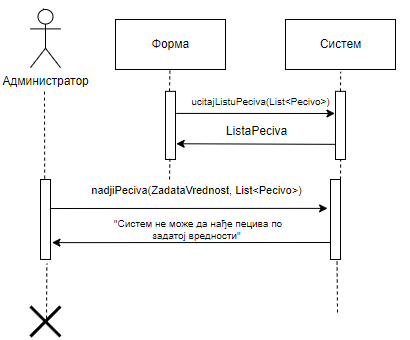 Форма
Систем
Администратор
ucitajListuPeciva(List<Pecivo>)
ListaPeciva
nadjiPeciva(ZadataVrednost, List<Pecivo>)
"Систем не може да нађе пецива по
задатој вредности"